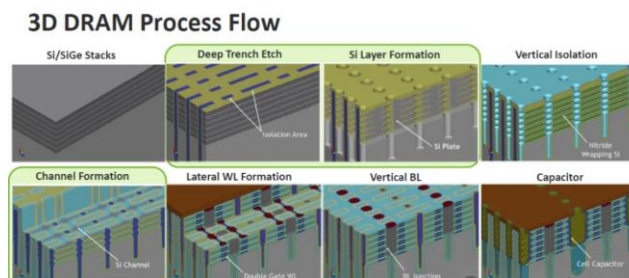 3D DRAM Process Flow
Si/SiGe Stacks
Deep Trench Etch
Si Layer Formation
Vertical Isolation
Isolation Area
Si Plate
Nitride
Wrapping Si
Channel Formation
Lateral WL Formation
Vertical BL
Capacitor
Si Channel
Double Gate WL
BL Junction
Cell Capacitor